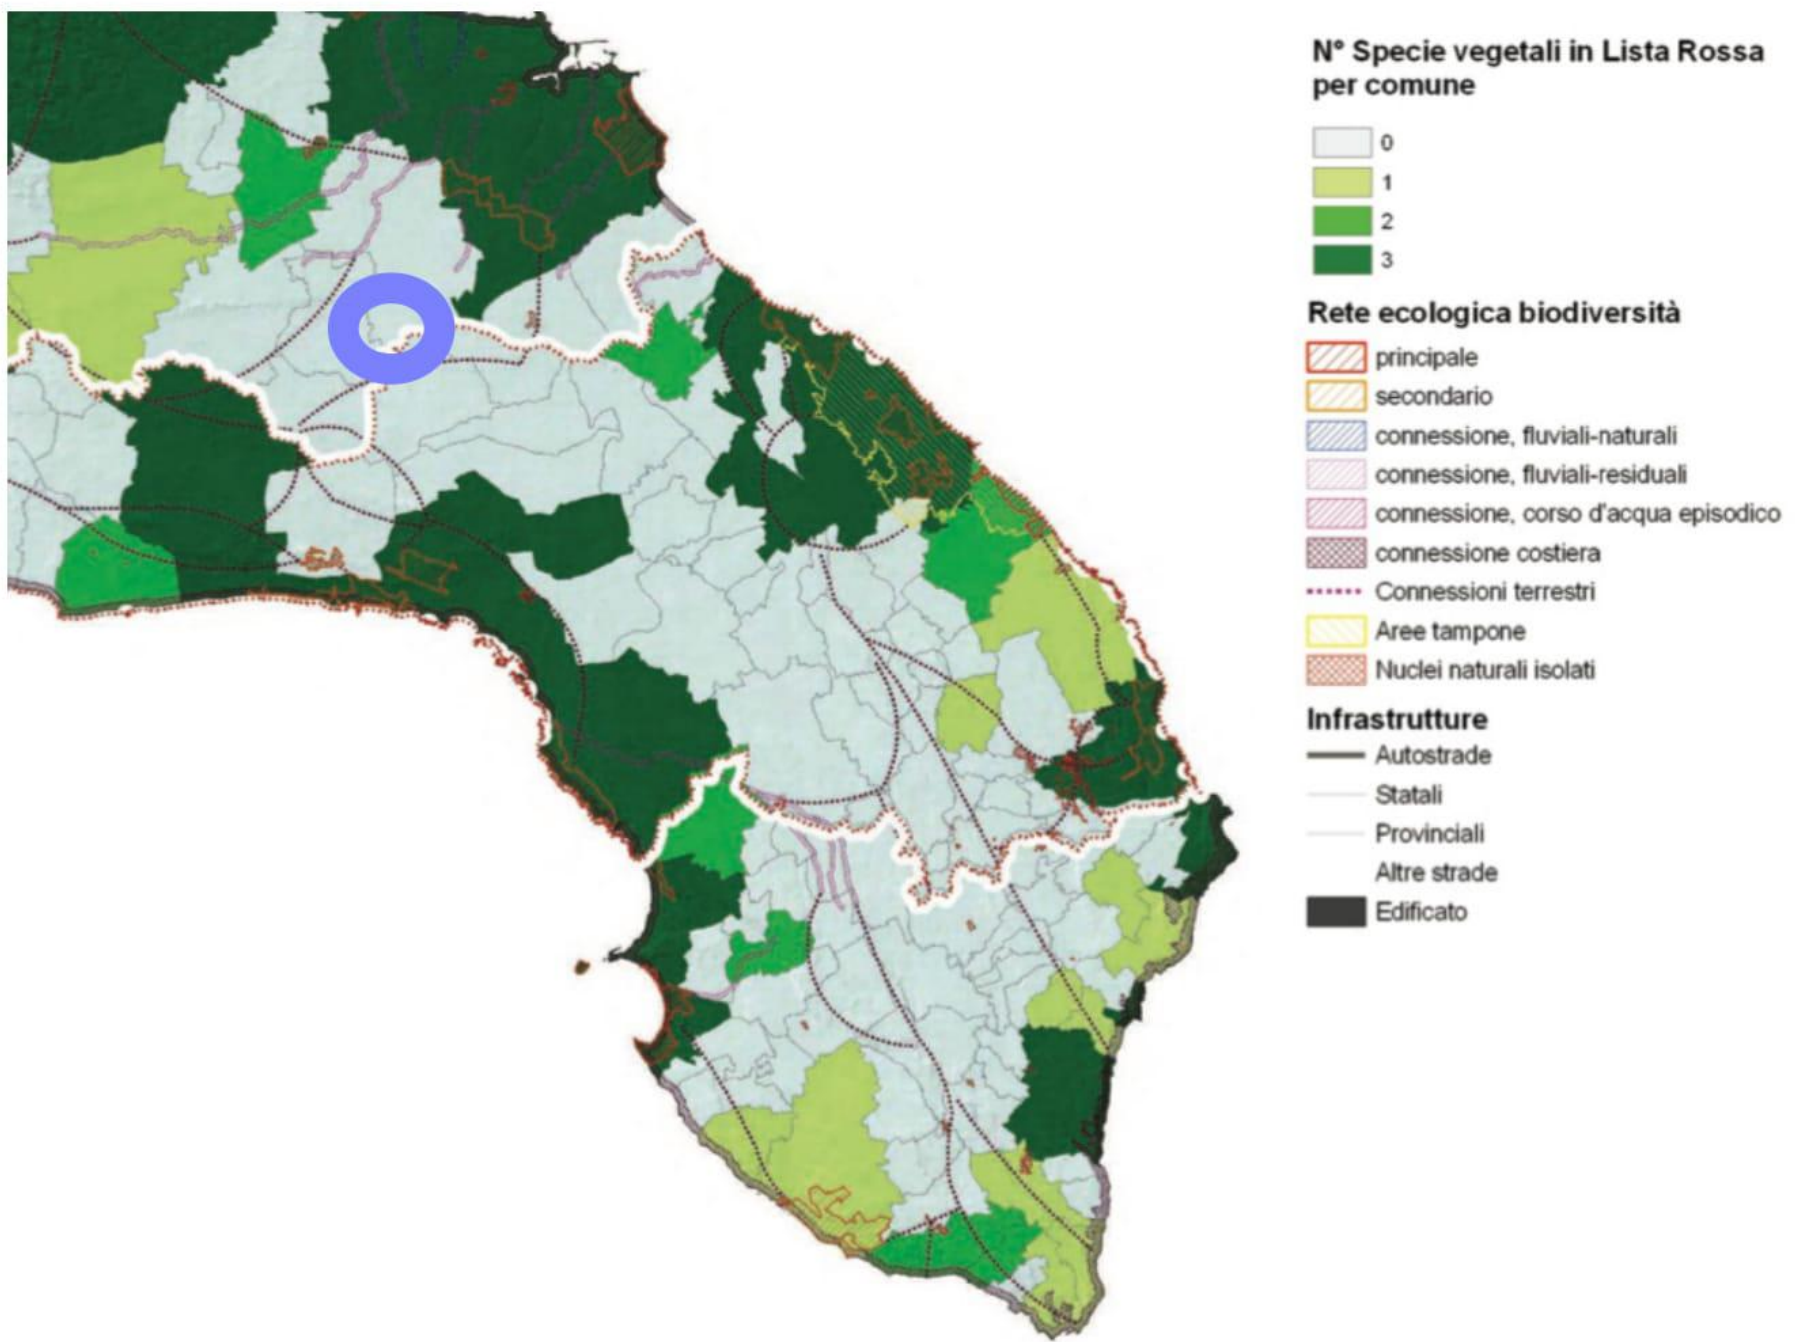 N° Specie vegetali in Lista Rossa
per comune
0
1
2
3
Rete ecologica biodiversità
principale
secondario
connessione, fluviali-naturali
connessione, fluviali-residuali
connessione, corso d'acqua episodico
connessione costiera
Connessioni terrestri
Aree tampone
Nuclei naturali isolati
Infrastrutture
Autostrade
Statali
Provinciali
Altre strade
Edificato